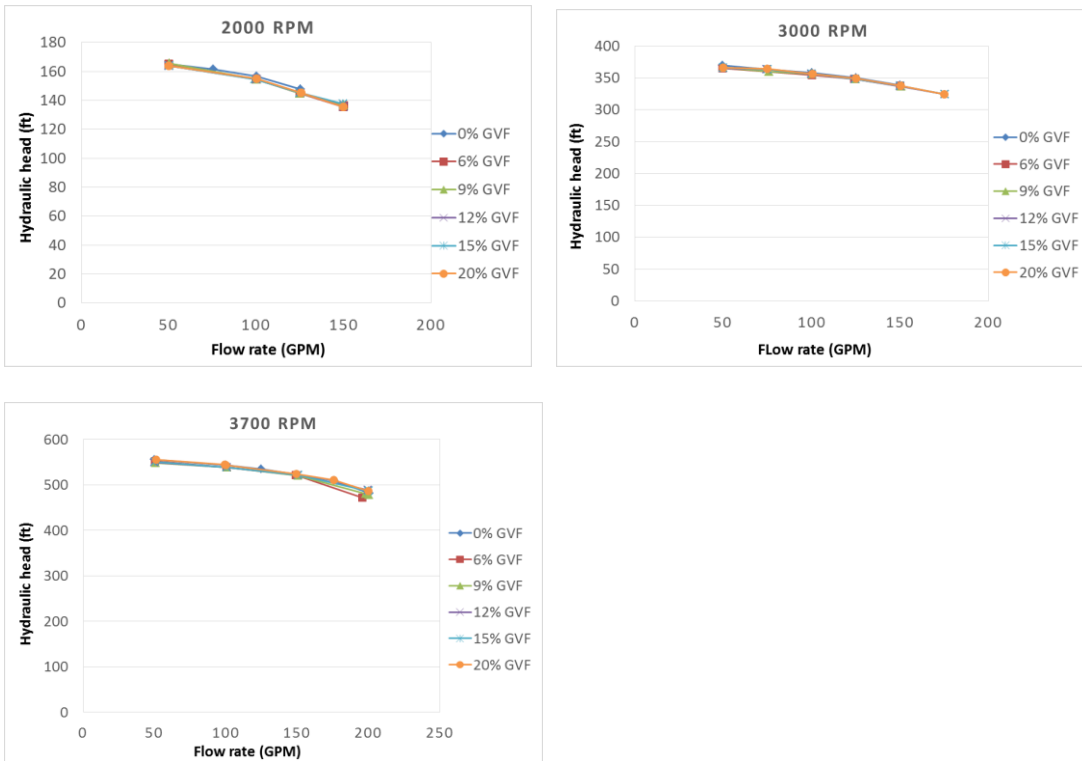 2000 RPM
180
160
140
120
100
80
60
40
20
0
0 50 100 150 200
Hydraulic head (ft)
Flow rate (GPM)
0% GVF
6% GVF
9% GVF
12% GVF
15% GVF
20% GVF
3000 RPM
400
350
300
250
200
150
100
50
0
0 50 100 150 200
Hydraulic head (ft)
FLow rate (GPM)
0% GVF
6% GVF
9% GVF
12% GVF
15% GVF
20% GVF
3700 RPM
600
500
400
300
200
100
0
0 50 100 150 200 250
Hydraulic head (ft)
Flow rate (GPM)
0% GVF
6% GVF
9% GVF
12% GVF
15% GVF
20% GVF